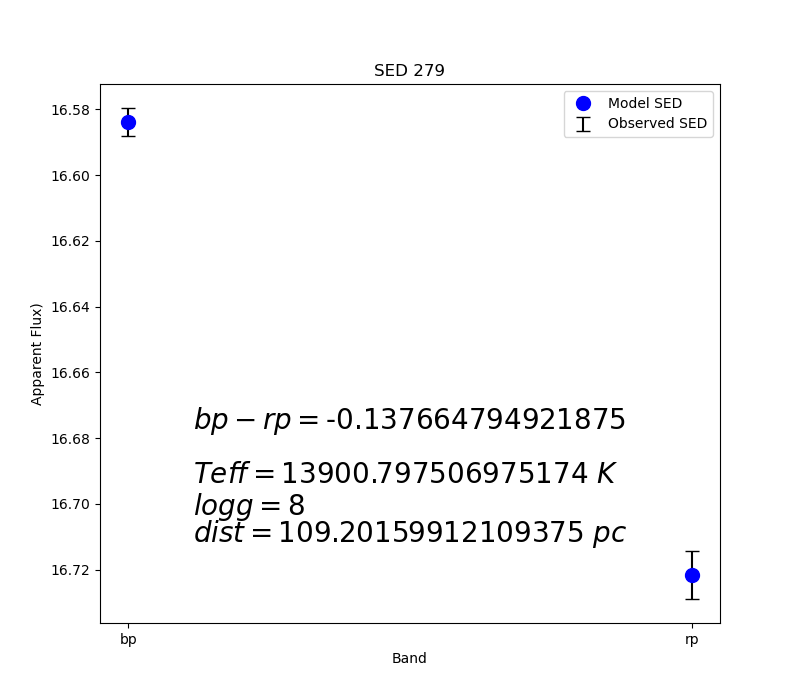 SED 279
Model SED
Observed SED
16.58
16.60
16.62
16.64
16.66
16.68
16.70
16.72
Apparent Flux)
bp − rp = -0.137664794921875
Teff = 13900.797506975174 K
logg = 8
dist = 109.20159912109375 pc
bp
rp
Band